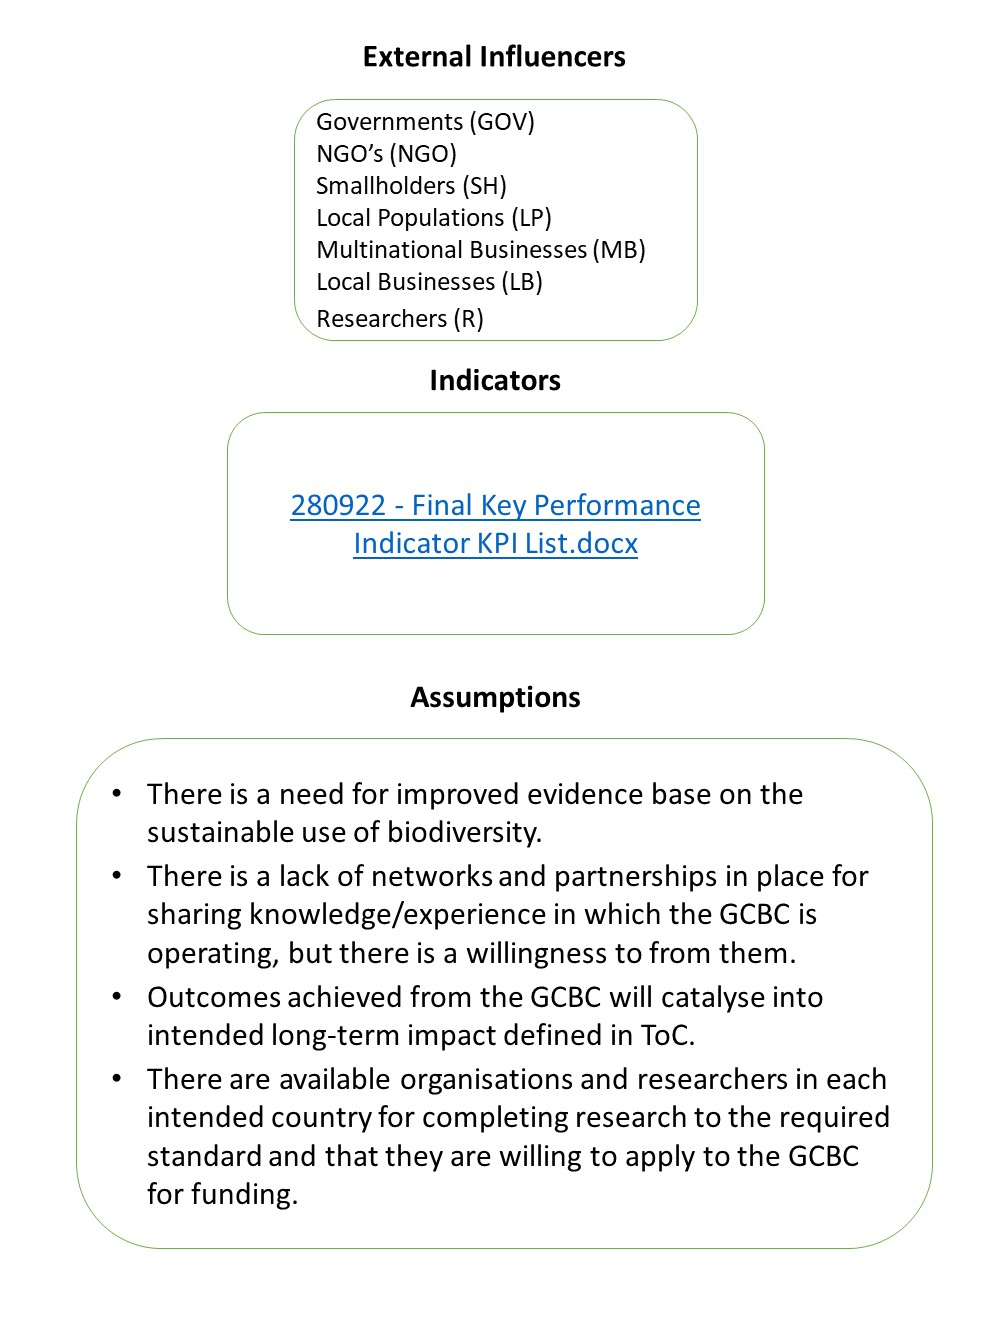 External Influencers
Governments (GOV)
NGO’s (NGO)
Smallholders (SH)
Local Populations (LP)
Multinational Businesses (MB)
Local Businesses (LB)
Researchers (R)
Indicators
280922 - Final Key Performance
Indicator KPI List.docx
Assumptions
• There is a need for improved evidence base on the
sustainable use of biodiversity.
• There is a lack of networks and partnerships in place for
sharing knowledge/experience in which the GCBC is
operating, but there is a willingness to from them.
• Outcomes achieved from the GCBC will catalyse into
intended long-term impact defined in ToC.
• There are available organisations and researchers in each
intended country for completing research to the required
standard and that they are willing to apply to the GCBC
for funding.